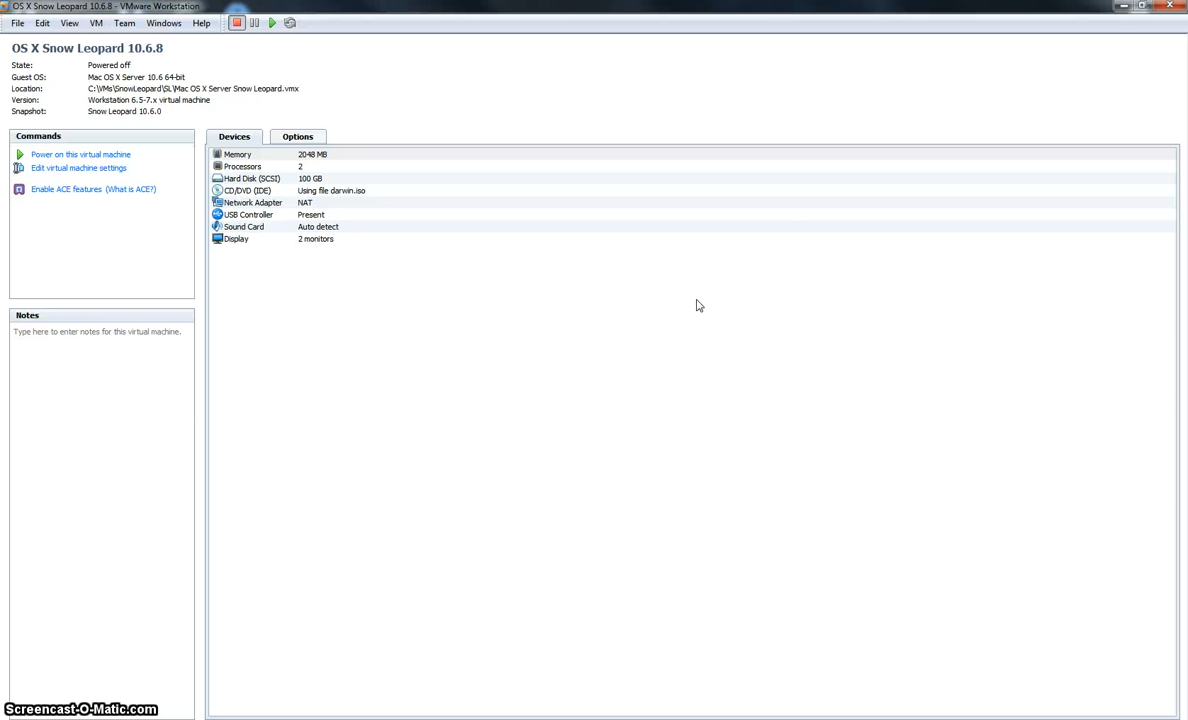 OS X Snow Leopard 10.6.8 - VMware Workstation
File Edit View VM Team Windows Help
OS X Snow Leopard 10.6.8
State: Powered off
Guest OS: Mac OS X Server 10.6 64-bit
Location: C:\VMs\SnowLeopard\SL\Mac OS X Server Snow Leopard.vmx
Version: Workstation 6.5-7.x virtual machine
Snapshot: Snow Leopard 10.6.0
Commands
Power on this virtual machine
Edit virtual machine settings
Enable ACE features (What is ACE?)
Notes
Type here to enter notes for this virtual machine.
Devices Options
Memory 2048 MB
Processors 2
Hard Disk (SCSI) 100 GB
CD/DVD (IDE) Using file darwin.iso
Network Adapter NAT
USB Controller Present
Sound Card Auto detect
Display 2 monitors
Screencast-O-Matic.com